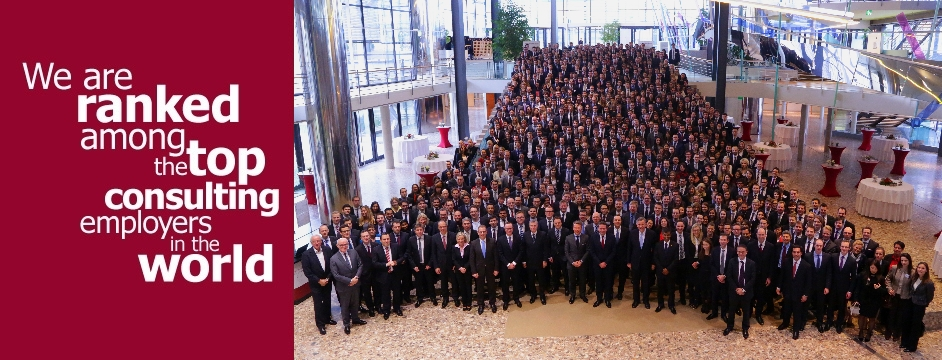 We are
ranked
among
the top
consulting
employers
in the
world